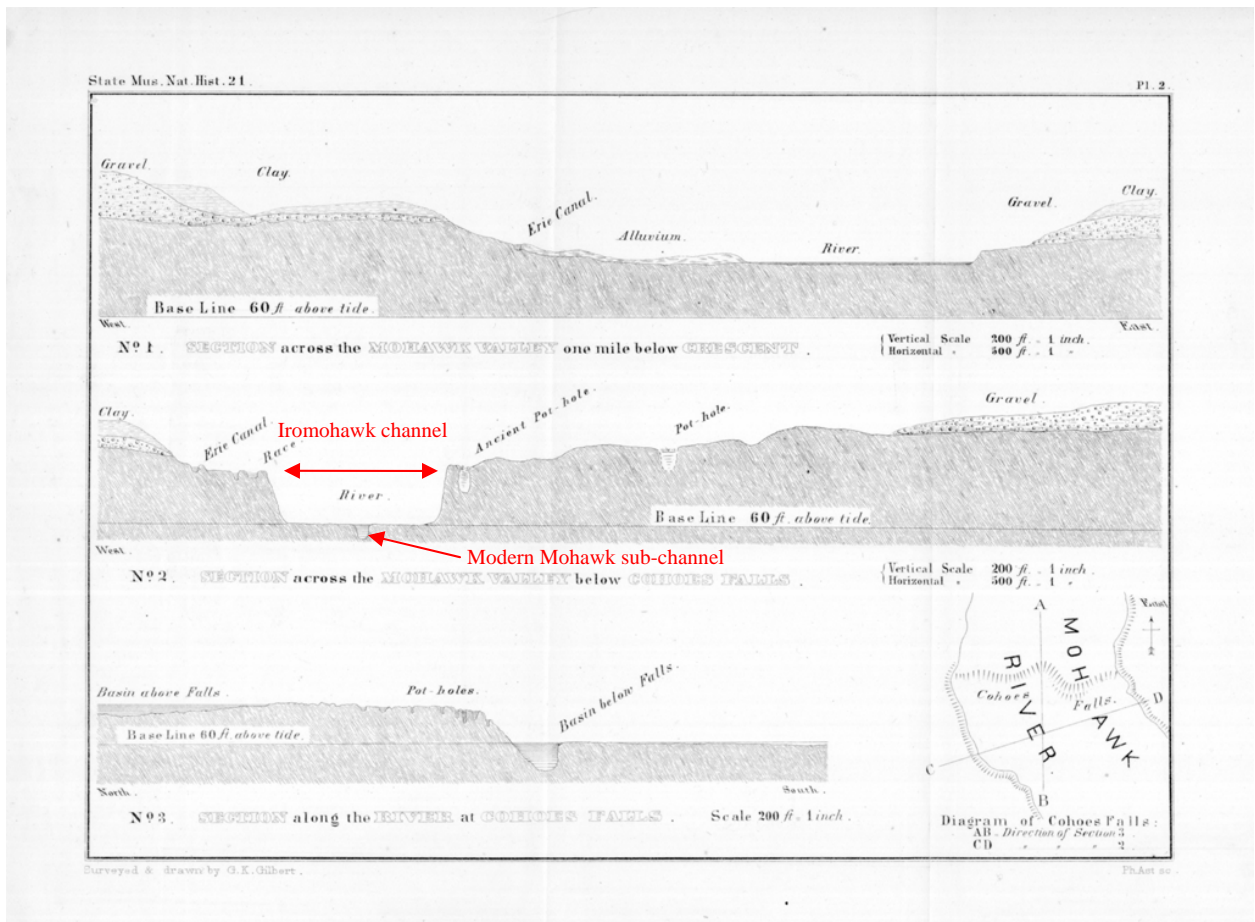 State Mus. Nat. Hist. 21.
Pl. 2.
Gravel.
Clay.
Erie Canal.
Alluvium.
River.
Gravel.
Clay.
Base Line 60 ft above tide.
West.
East.
Nº 1. SECTION across the MOHAWK VALLEY one mile below CRESCENT.
Vertical Scale 200 ft. - 1 inch.
Horizontal " 500 ft. - 1 "
Clay.
Erie Canal.
Race.
Iromohawk channel
Ancient Pot-hole
Pot-hole.
Gravel.
River.
Base Line 60 ft. above tide.
West.
Modern Mohawk sub-channel
Nº 2. SECTION across the MOHAWK VALLEY below COHOES FALLS.
Vertical Scale 200 ft. - 1 inch.
Horizontal " 500 ft. - 1 "
Basin above Falls.
Pot-holes.
Basin below Falls.
Base Line 60 ft. above tide.
North.
South.
Nº 3. SECTION along the RIVER at COHOES FALLS. Scale 200 ft - 1 inch.
A
MOHAWK
RIVER
Cohoes Falls.
D
C
B
Diagram of Cohoes Falls:
AB - Direction of Section 3
CD " " " 2
Surveyed & drawn by G. K. Gilbert.